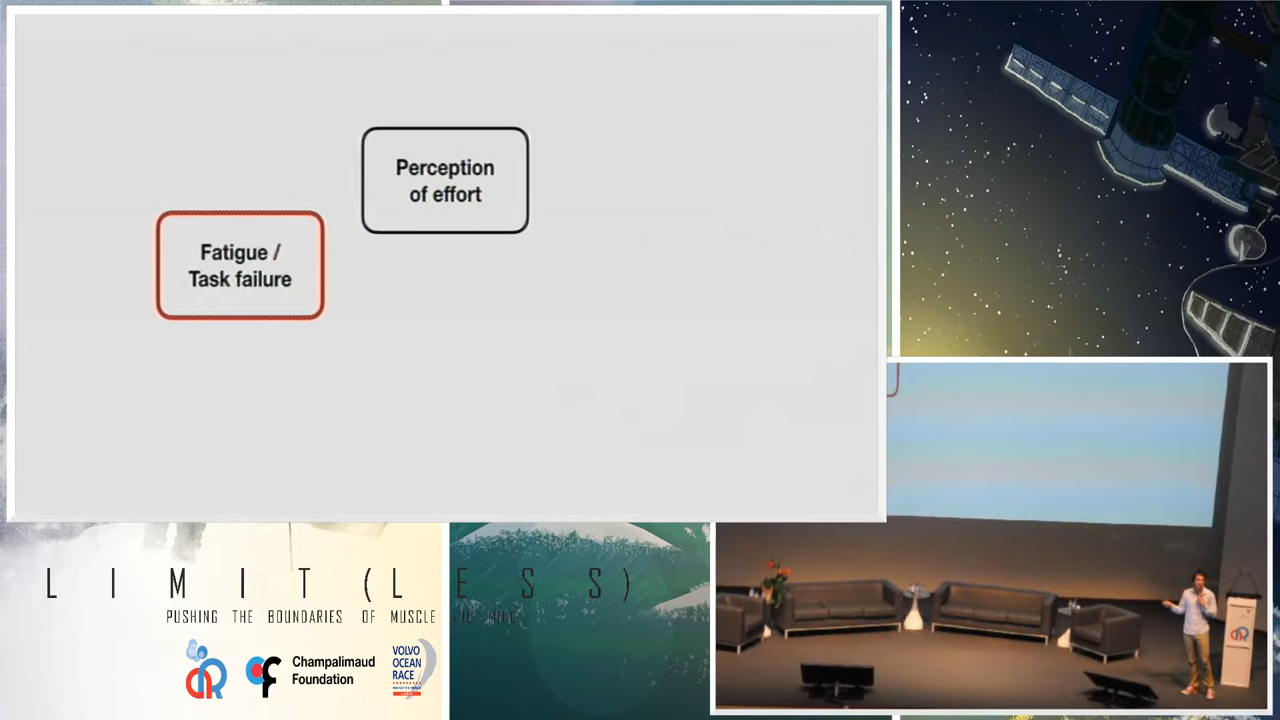 Perception
of effort
Fatigue /
Task failure
L I M I T ( L E S S )
PUSHING THE BOUNDARIES OF MUSCLE
Champalimaud
Foundation
VOLVO
OCEAN
RACE